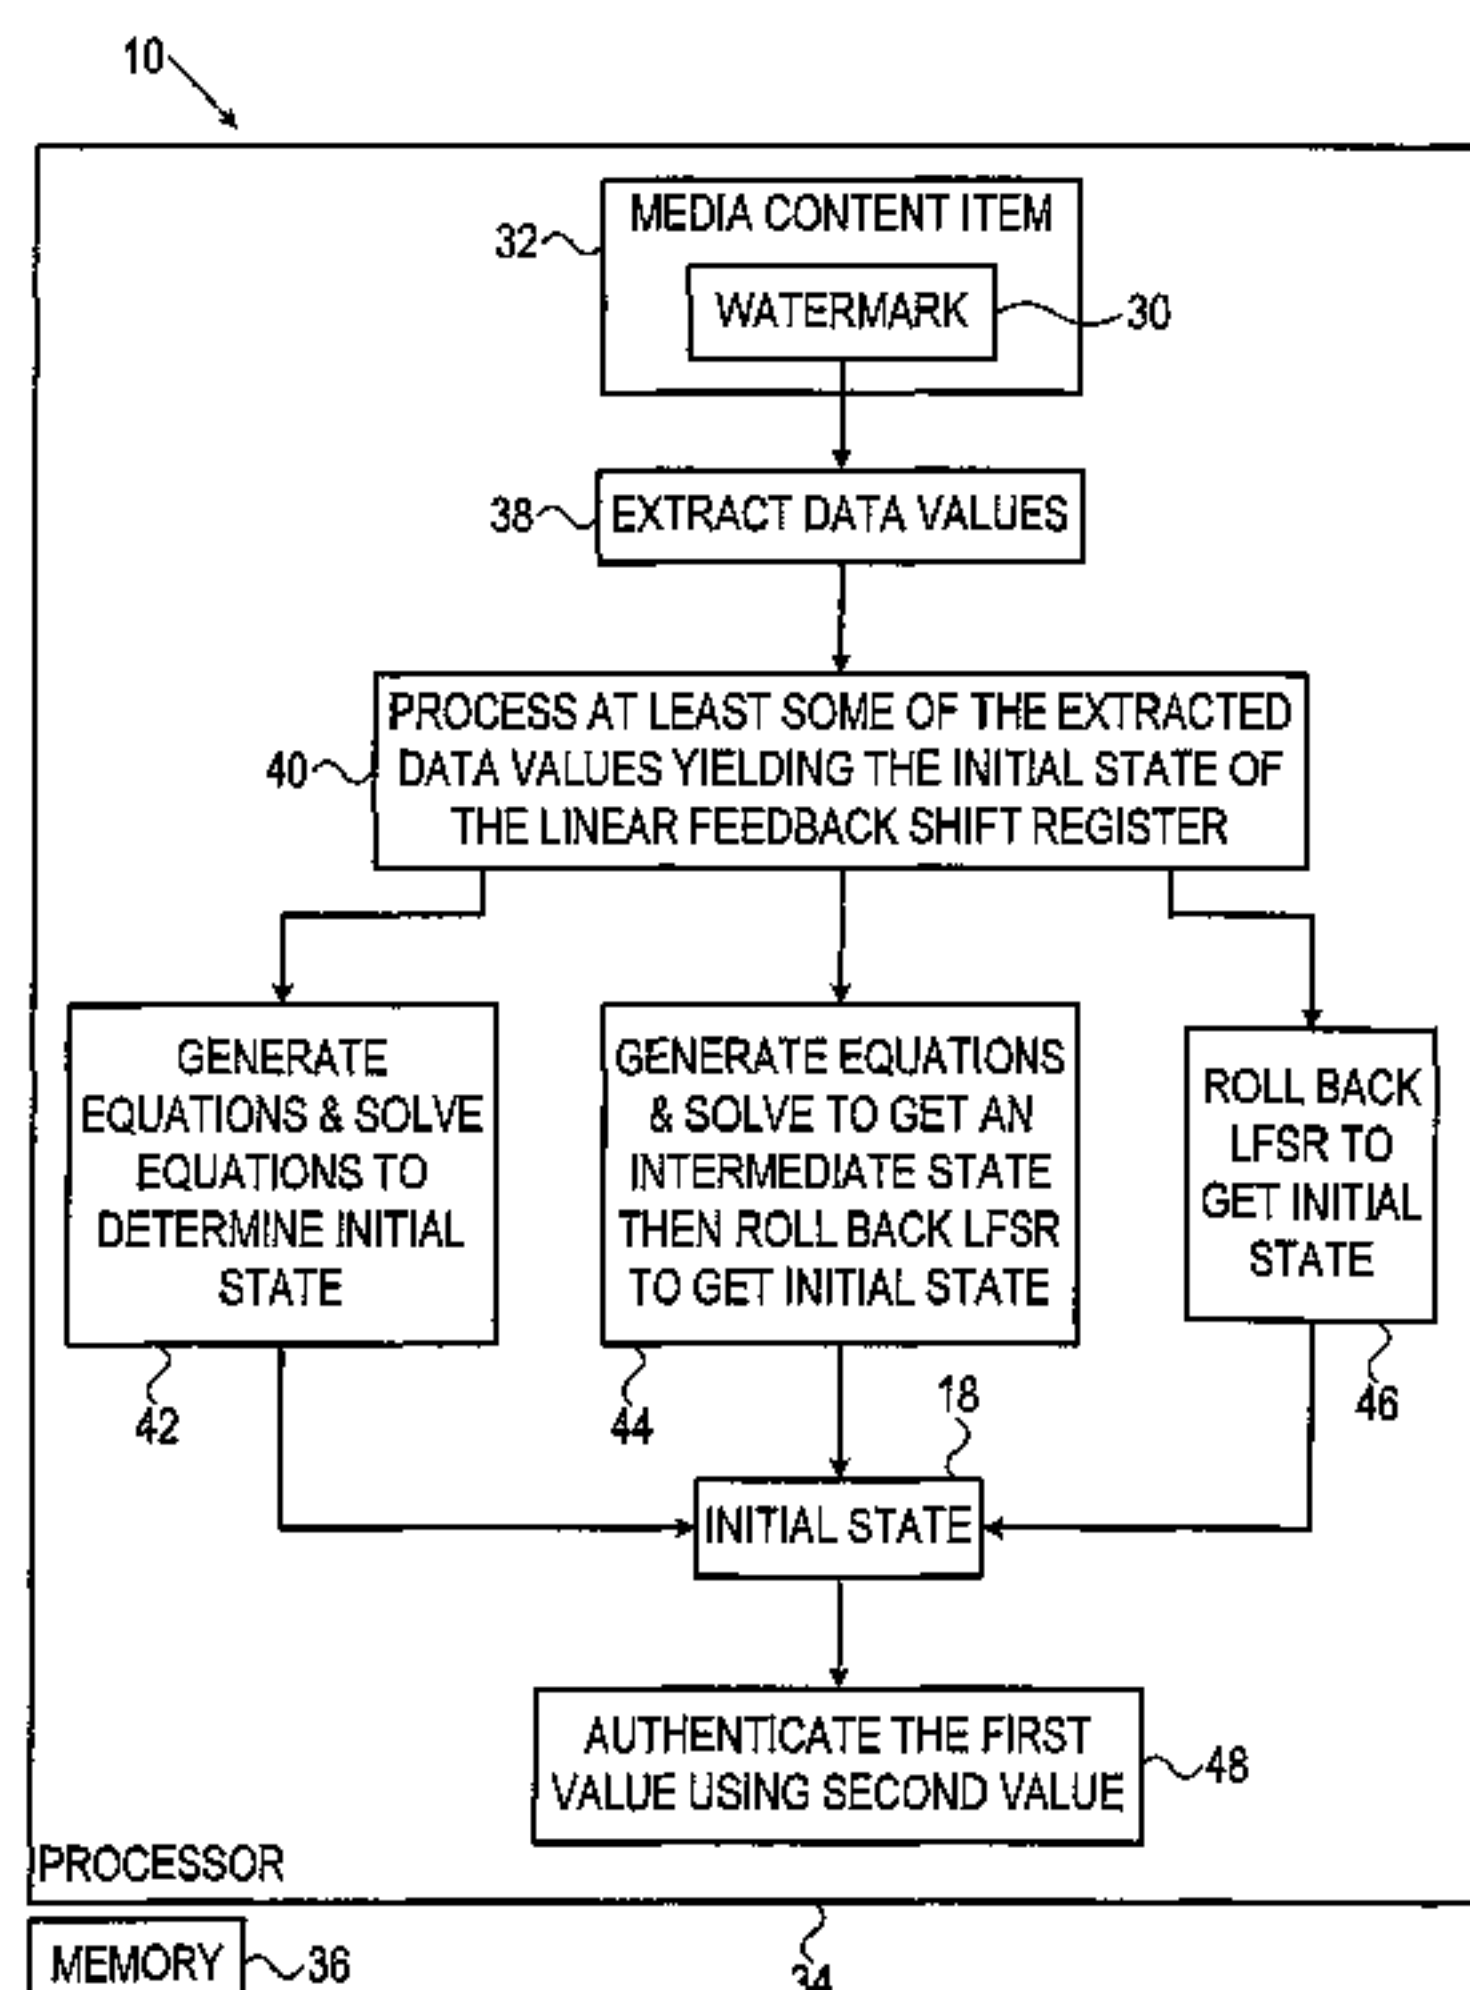 10
MEDIA CONTENT ITEM
32
WATERMARK
30
38
EXTRACT DATA VALUES
PROCESS AT LEAST SOME OF THE EXTRACTED
40
DATA VALUES YIELDING THE INITIAL STATE OF
THE LINEAR FEEDBACK SHIFT REGISTER
GENERATE
EQUATIONS & SOLVE
EQUATIONS TO
DETERMINE INITIAL
STATE
GENERATE EQUATIONS
& SOLVE TO GET AN
INTERMEDIATE STATE
THEN ROLL BACK LFSR
TO GET INITIAL STATE
ROLL BACK
LFSR TO
GET INITIAL
STATE
42
44
18
46
INITIAL STATE
AUTHENTICATE THE FIRST
VALUE USING SECOND VALUE
48
PROCESSOR
MEMORY
36
34